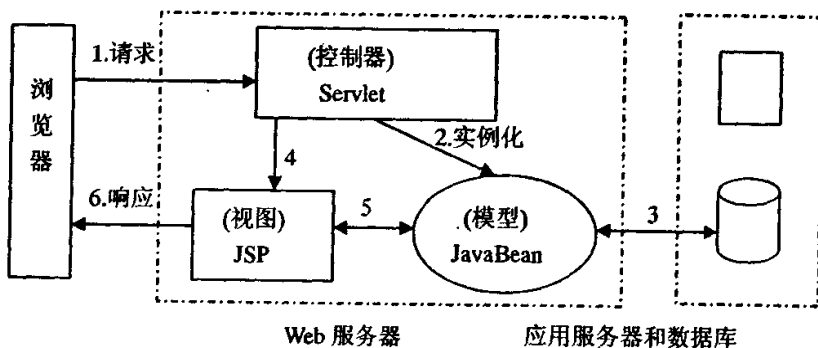 1.请求
(控制器)
Servlet
浏览器
2.实例化
4
6.响应
(视图)
JSP
5
(模型)
JavaBean
3
Web 服务器
应用服务器和数据库